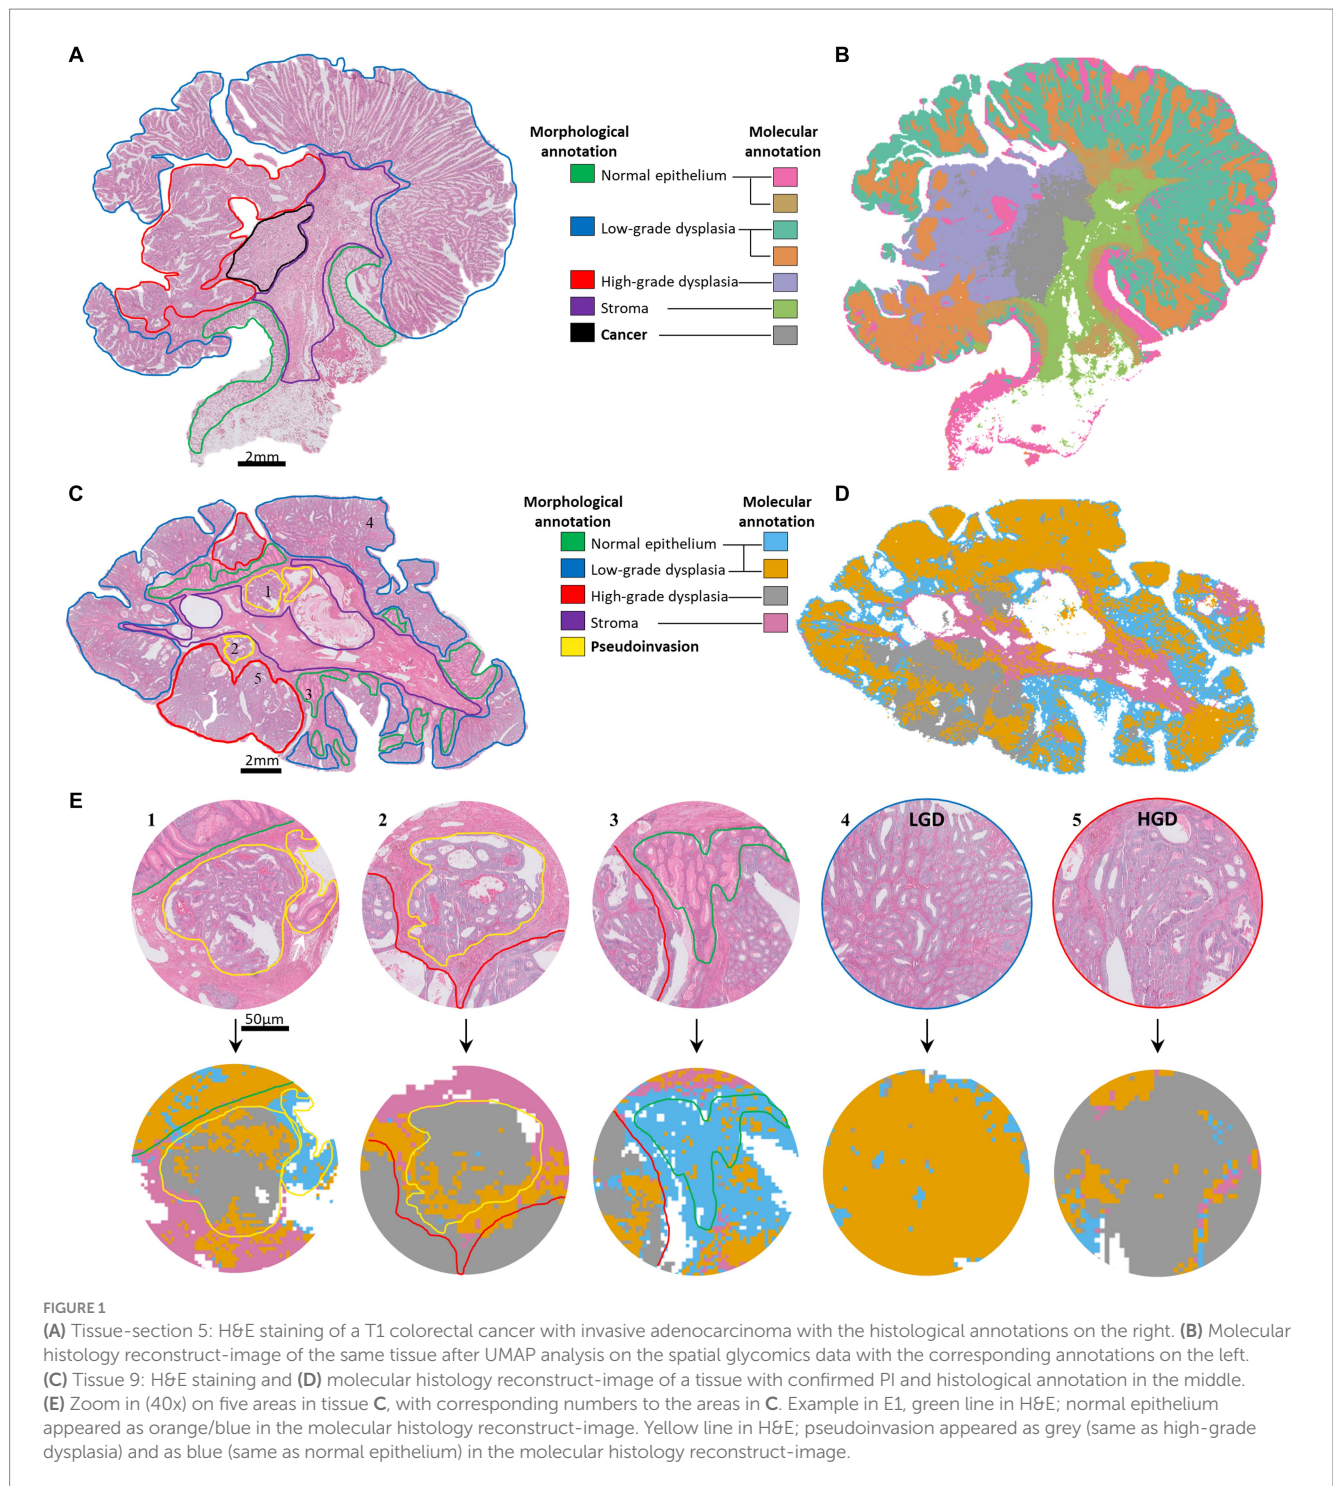 A
B
Morphological
annotation
Molecular
annotation
Normal epithelium
Low-grade dysplasia
High-grade dysplasia
Stroma
Cancer
2mm
C
D
Morphological
annotation
Molecular
annotation
Normal epithelium
Low-grade dysplasia
High-grade dysplasia
Stroma
Pseudoinvasion
4
1
2
5
3
2mm
E
1
2
3
4
LGD
5
HGD
50µm
FIGURE 1
(A) Tissue-section 5: H&E staining of a T1 colorectal cancer with invasive adenocarcinoma with the histological annotations on the right. (B) Molecular
histology reconstruct-image of the same tissue after UMAP analysis on the spatial glycomics data with the corresponding annotations on the left.
(C) Tissue 9: H&E staining and (D) molecular histology reconstruct-image of a tissue with confirmed PI and histological annotation in the middle.
(E) Zoom in (40x) on five areas in tissue C, with corresponding numbers to the areas in C. Example in E1, green line in H&E; normal epithelium
appeared as orange/blue in the molecular histology reconstruct-image. Yellow line in H&E; pseudoinvasion appeared as grey (same as high-grade
dysplasia) and as blue (same as normal epithelium) in the molecular histology reconstruct-image.